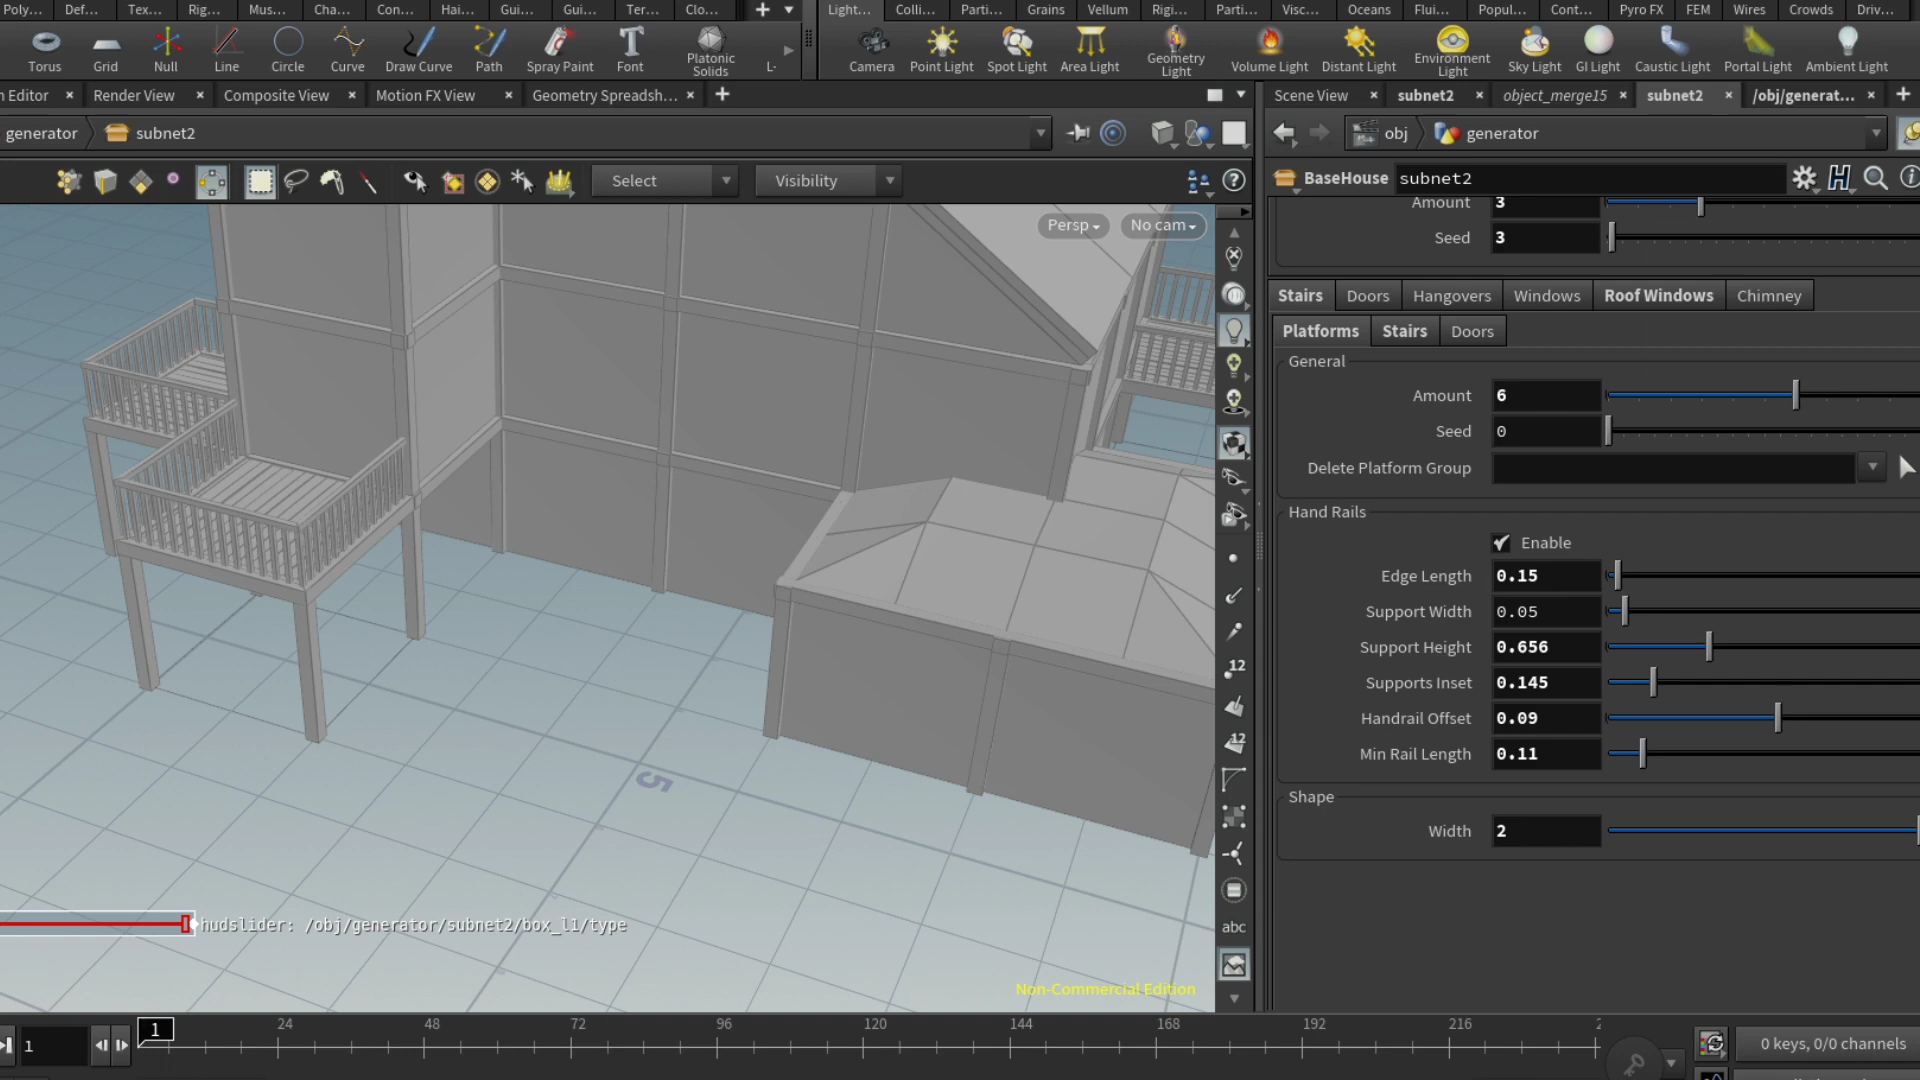 Poly... Def... Tex... Rig... Mus... Cha... Con... Hai... Gui... Gui... Ter... Clo...
Light... Colli... Parti... Grains Vellum Rigi... Parti... Visc... Oceans Flui... Popul... Cont... Pyro FX FEM Wires Crowds Driv...
Torus Grid Null Line Circle Curve Draw Curve Path Spray Paint Font Platonic Solids L-
Camera Point Light Spot Light Area Light Geometry Light Volume Light Distant Light Environment Light Sky Light GI Light Caustic Light Portal Light Ambient Light
n Editor Render View Composite View Motion FX View Geometry Spreadsh...
Scene View subnet2 object_merge15 subnet2 /obj/generat...
generator subnet2
obj generator
Select Visibility
BaseHouse subnet2
Persp No cam
Amount 3
Seed 3
Stairs Doors Hangovers Windows Roof Windows Chimney
Platforms Stairs Doors
General
Amount 6
Seed 0
Delete Platform Group
Hand Rails
Enable
Edge Length 0.15
Support Width 0.05
Support Height 0.656
Supports Inset 0.145
Handrail Offset 0.09
Min Rail Length 0.11
Shape
Width 2
12
12
abc
5
hudslider: /obj/generator/subnet2/box_l1/type
Non-Commercial Edition
1 1 24 48 72 96 120 144 168 192 216 2
0 keys, 0/0 channels